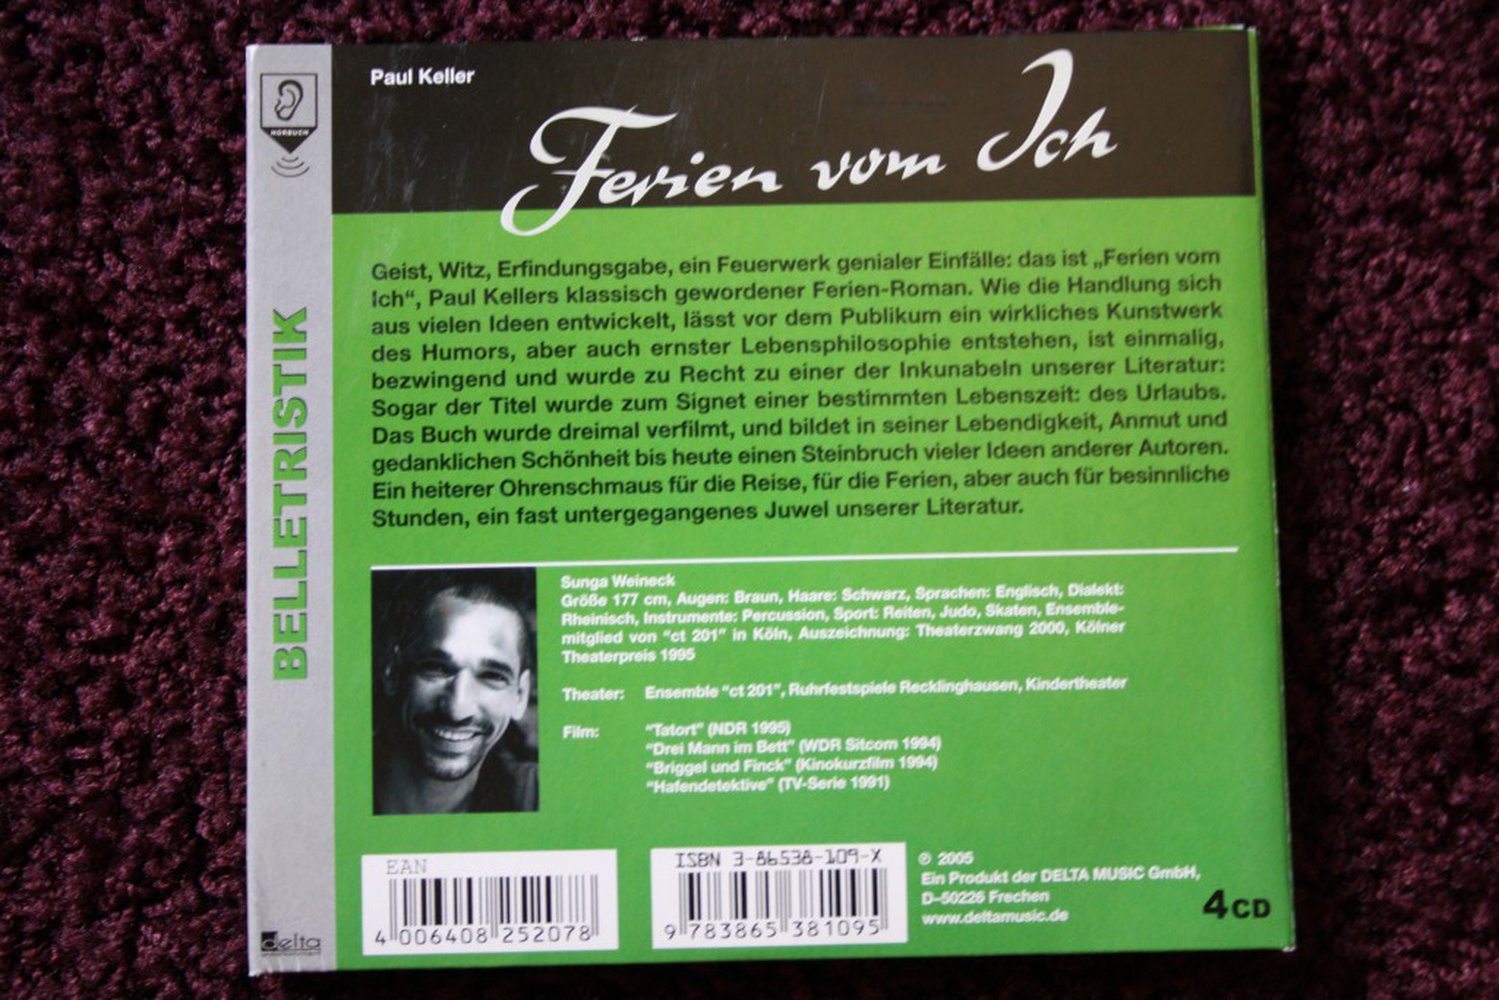 HÖRBUCH
BELLETRISTIK
delta
Paul Keller
Ferien vom Ich
Geist, Witz, Erfindungsgabe, ein Feuerwerk genialer Einfälle: das ist „Ferien vom
Ich“, Paul Kellers klassisch gewordener Ferien-Roman. Wie die Handlung sich
aus vielen Ideen entwickelt, lässt vor dem Publikum ein wirkliches Kunstwerk
des Humors, aber auch ernster Lebensphilosophie entstehen, ist einmalig,
bezwingend und wurde zu Recht zu einer der Inkunabeln unserer Literatur:
Sogar der Titel wurde zum Signet einer bestimmten Lebenszeit: des Urlaubs.
Das Buch wurde dreimal verfilmt, und bildet in seiner Lebendigkeit, Anmut und
gedanklichen Schönheit bis heute einen Steinbruch vieler Ideen anderer Autoren.
Ein heiterer Ohrenschmaus für die Reise, für die Ferien, aber auch für besinnliche
Stunden, ein fast untergegangenes Juwel unserer Literatur.
Sunga Weineck
Größe 177 cm, Augen: Braun, Haare: Schwarz, Sprachen: Englisch, Dialekt:
Rheinisch, Instrumente: Percussion, Sport: Reiten, Judo, Skaten, Ensemble-
mitglied von “ct 201” in Köln, Auszeichnung: Theaterzwang 2000, Kölner
Theaterpreis 1995
Theater: Ensemble “ct 201”, Ruhrfestspiele Recklinghausen, Kindertheater
Film: “Tatort” (NDR 1995)
“Drei Mann im Bett” (WDR Sitcom 1994)
“Briggel und Finck” (Kinokurzfilm 1994)
“Hafendetektive” (TV-Serie 1991)
EAN
4 006408 252078
ISBN 3-86538-109-X
9 783865 381095
℗ 2005
Ein Produkt der DELTA MUSIC GmbH,
D-50226 Frechen
www.deltamusic.de
4 CD